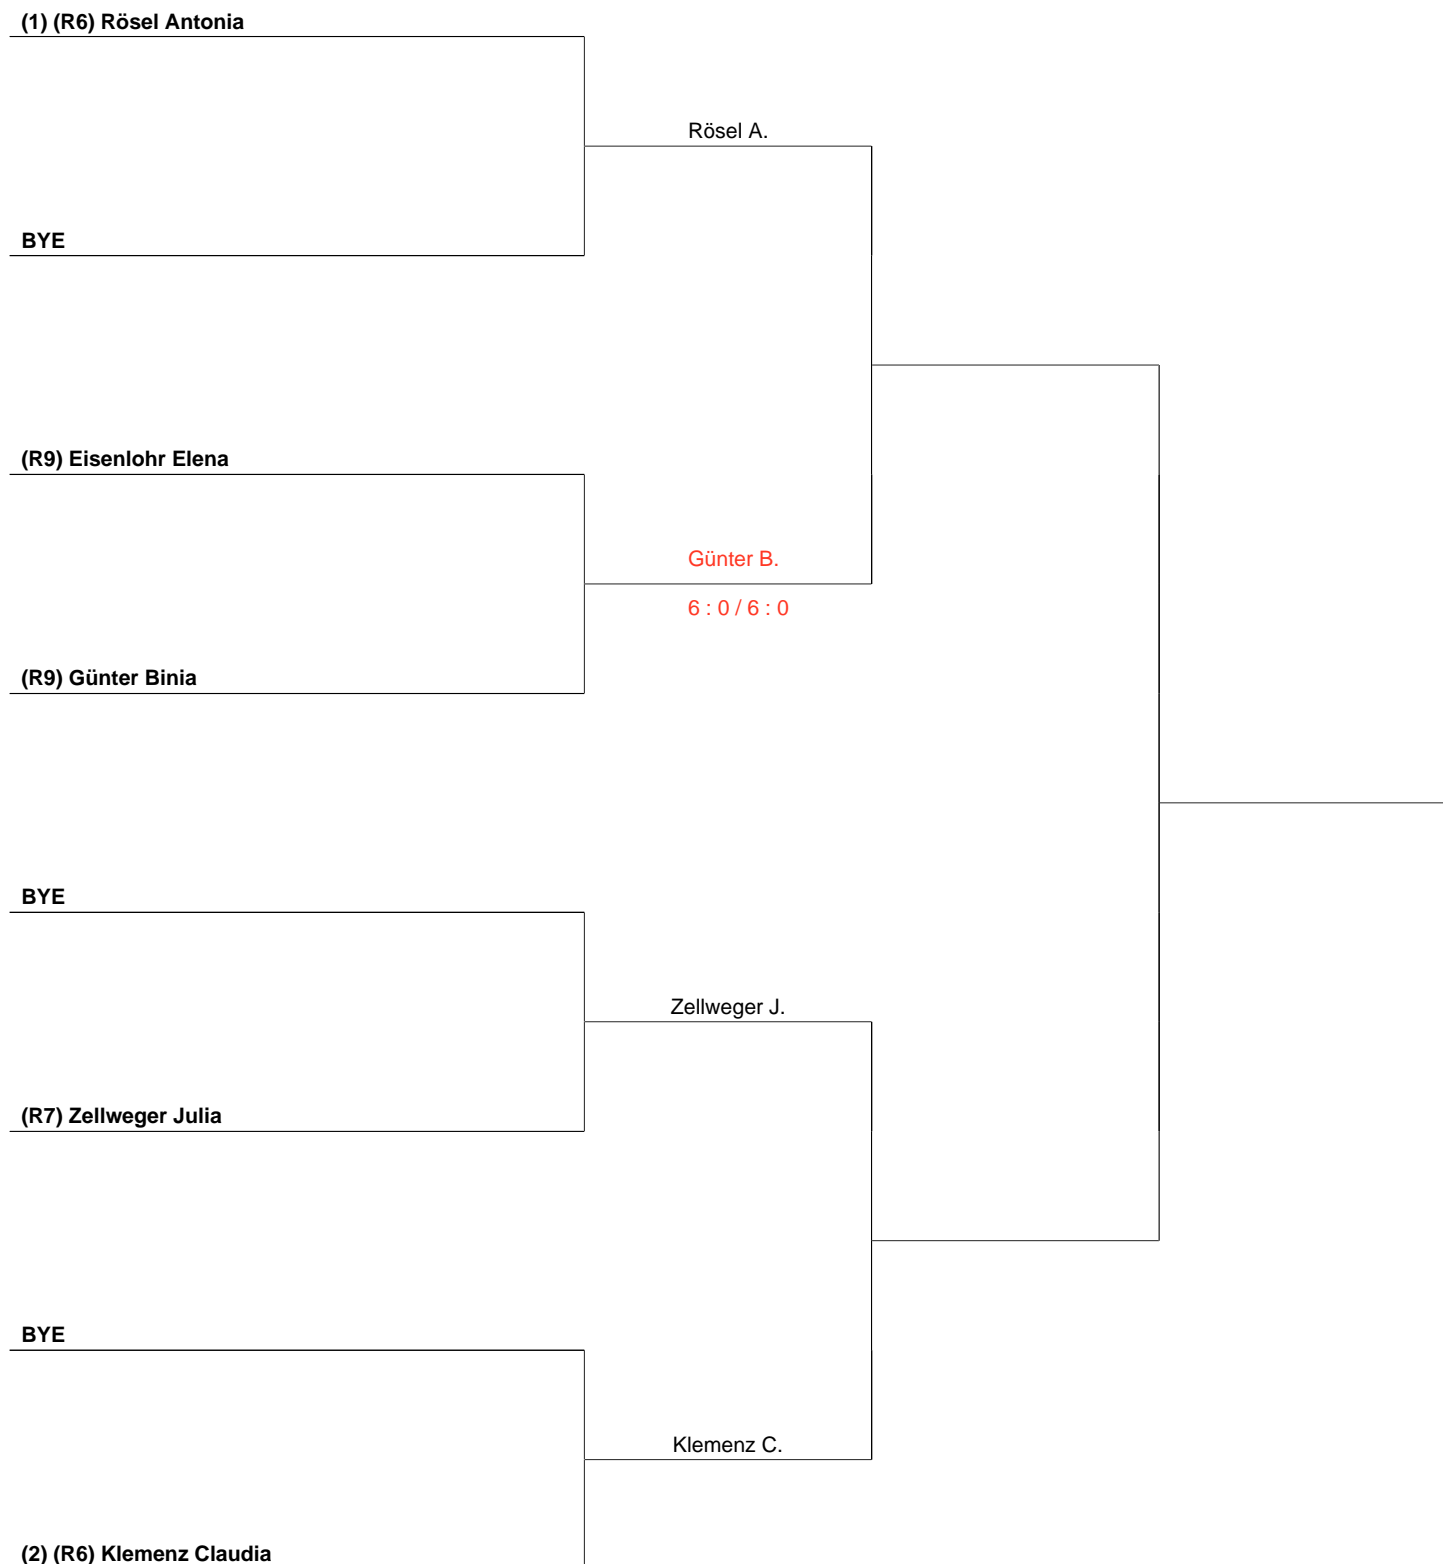 (1) (R6) Rösel Antonia
Rösel A.
BYE
(R9) Eisenlohr Elena
Günter B.
6 : 0 / 6 : 0
(R9) Günter Binia
BYE
Zellweger J.
(R7) Zellweger Julia
BYE
Klemenz C.
(2) (R6) Klemenz Claudia